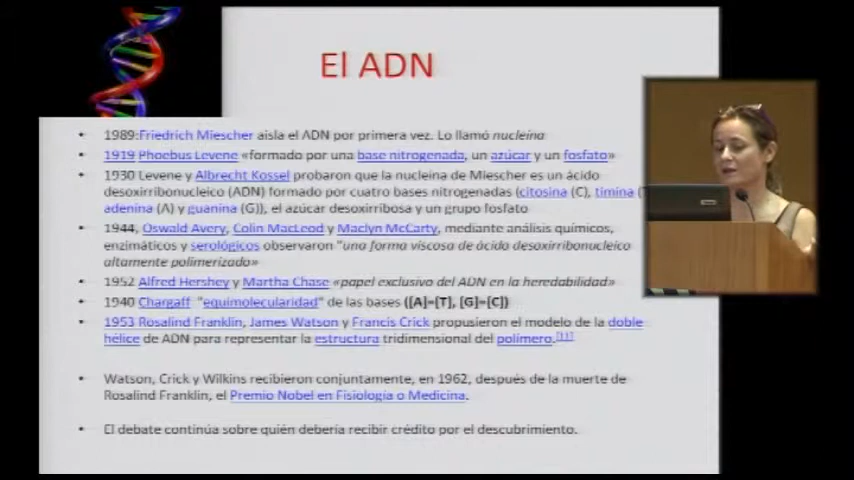 El ADN
• 1989:Friedrich Miescher aisla el ADN por primera vez. Lo llamó nucleína
• 1919 Phoebus Levene «formado por una base nitrogenada, un azúcar y un fosfato»
• 1930 Levene y Albrecht Kossel probaron que la nucleina de Miescher es un ácido
desoxirribonucleico (ADN) formado por cuatro bases nitrogenadas (citosina (C), timina (
adenina (A) y guanina (G)), el azúcar desoxirribosa y un grupo fosfato
• 1944, Oswald Avery, Colin MacLeod y Maclyn McCarty, mediante análisis químicos,
enzimáticos y serológicos observaron "una forma viscosa de ácido desoxirribonucleico
altamente polimerizado»
• 1952 Alfred Hershey y Martha Chase «papel exclusivo del ADN en la heredabilidad»
• 1940 Chargaff "equimolecularidad" de las bases ([A]=[T], [G]=[C])
• 1953 Rosalind Franklin, James Watson y Francis Crick propusieron el modelo de la doble
hélice de ADN para representar la estructura tridimensional del polímero.[11]
• Watson, Crick y Wilkins recibieron conjuntamente, en 1962, después de la muerte de
Rosalind Franklin, el Premio Nobel en Fisiología o Medicina.
• El debate continúa sobre quién debería recibir crédito por el descubrimiento.